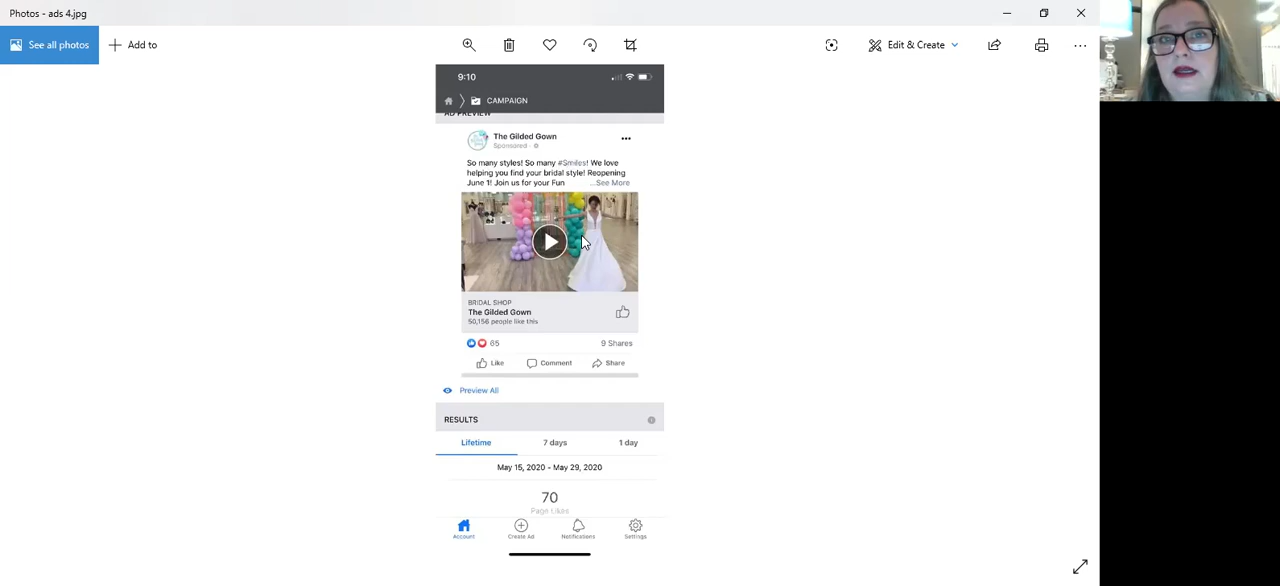 Photos - ads 4.jpg
See all photos
Add to
Edit & Create
9:10
CAMPAIGN
AD PREVIEW
The Gilded Gown
Sponsored ·
So many styles! So many #Smiles! We love
helping you find your bridal style! Reopening
June 1! Join us for your Fun ...See More
BRIDAL SHOP
The Gilded Gown
50,156 people like this
65 9 Shares
Like Comment Share
Preview All
RESULTS
Lifetime 7 days 1 day
May 15, 2020 - May 29, 2020
70
Page Likes
Account Create Ad Notifications Settings